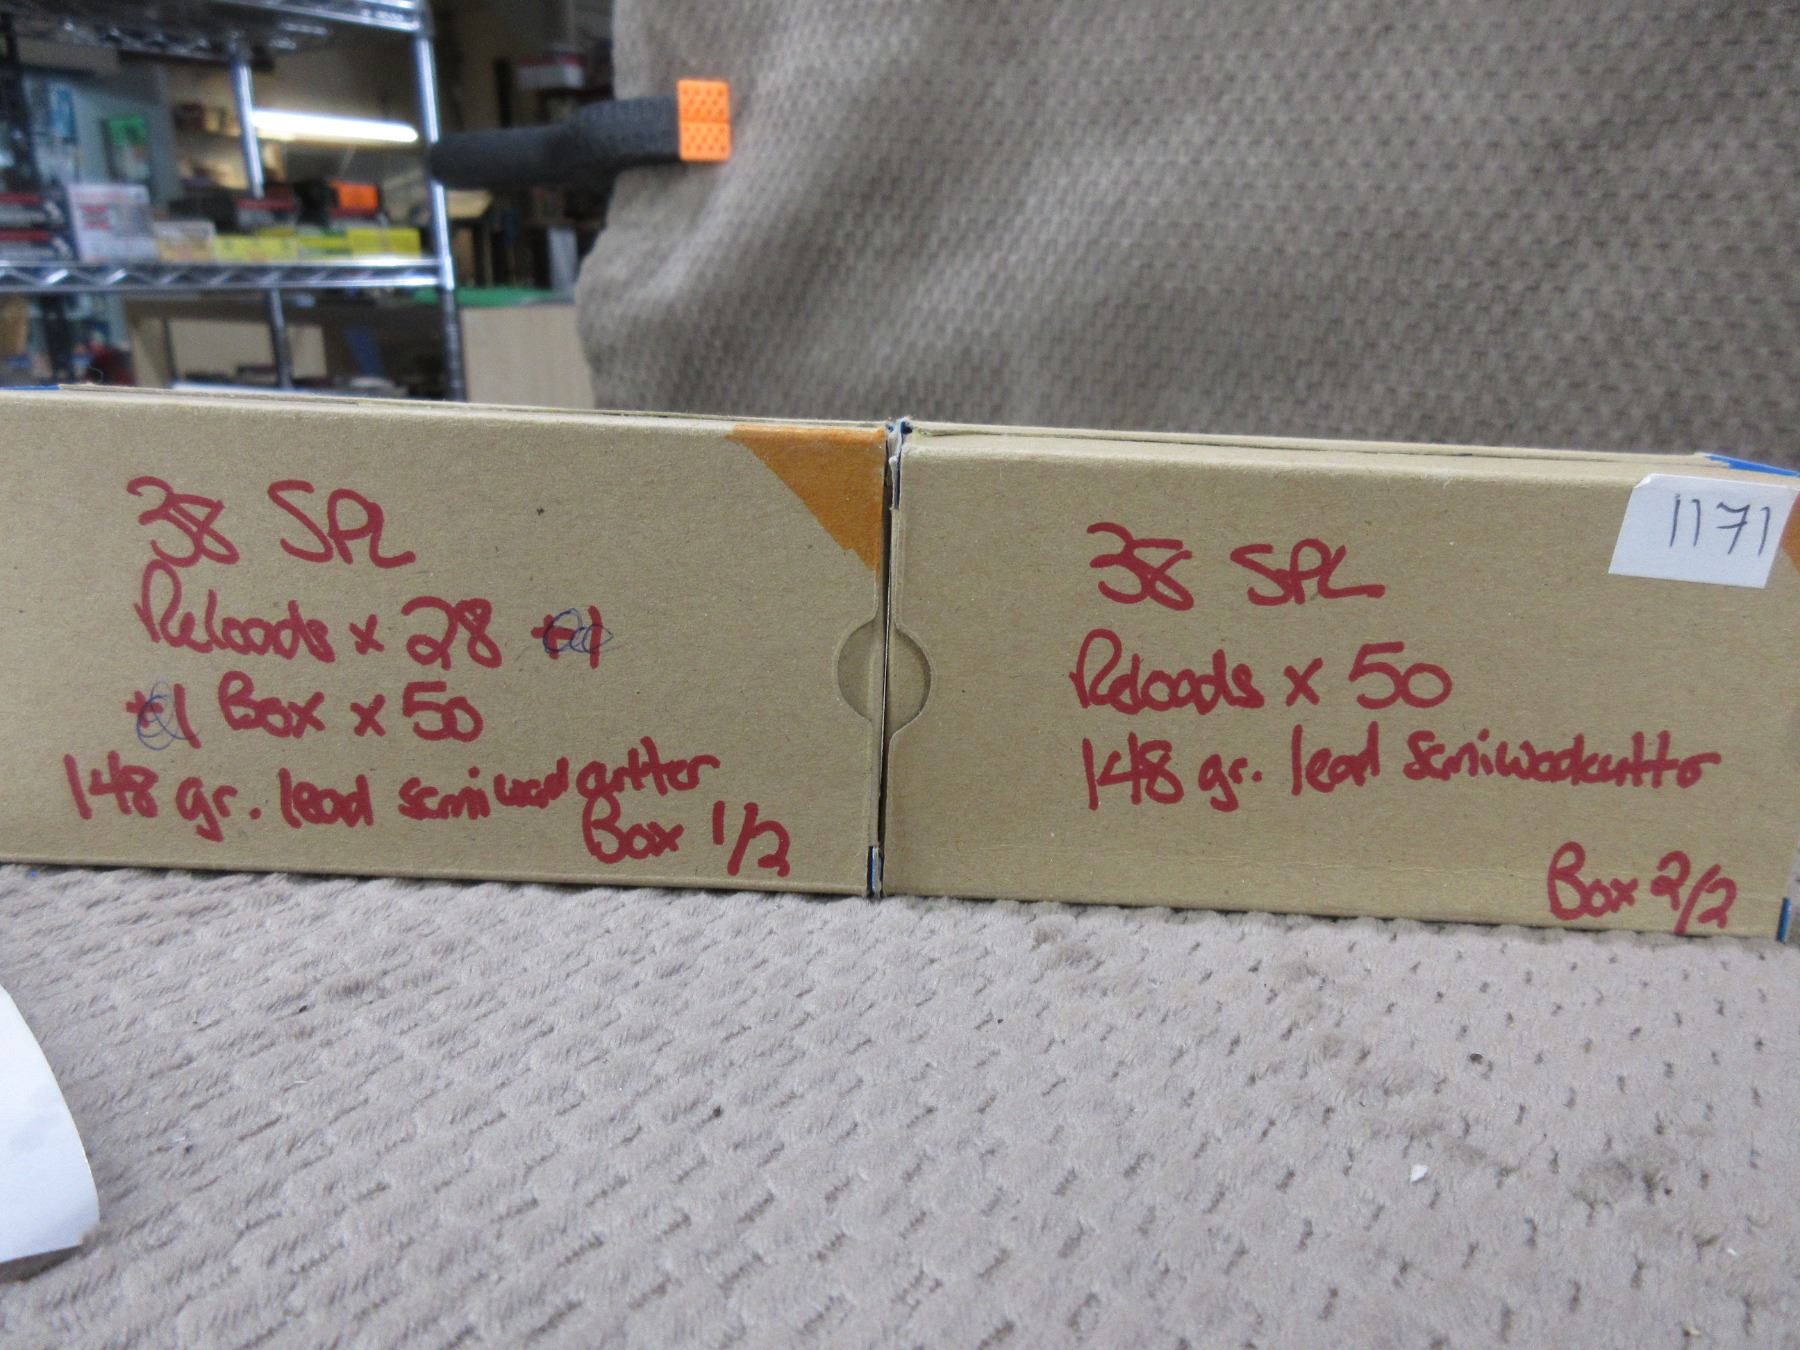 38 SPL
Reloads x 28
+1 Box x 50
148 gr. lead semiwadcutter
Box 1/2
1171
38 SPL
Reloads x 50
148 gr. lead semiwadcutter
Box 2/2